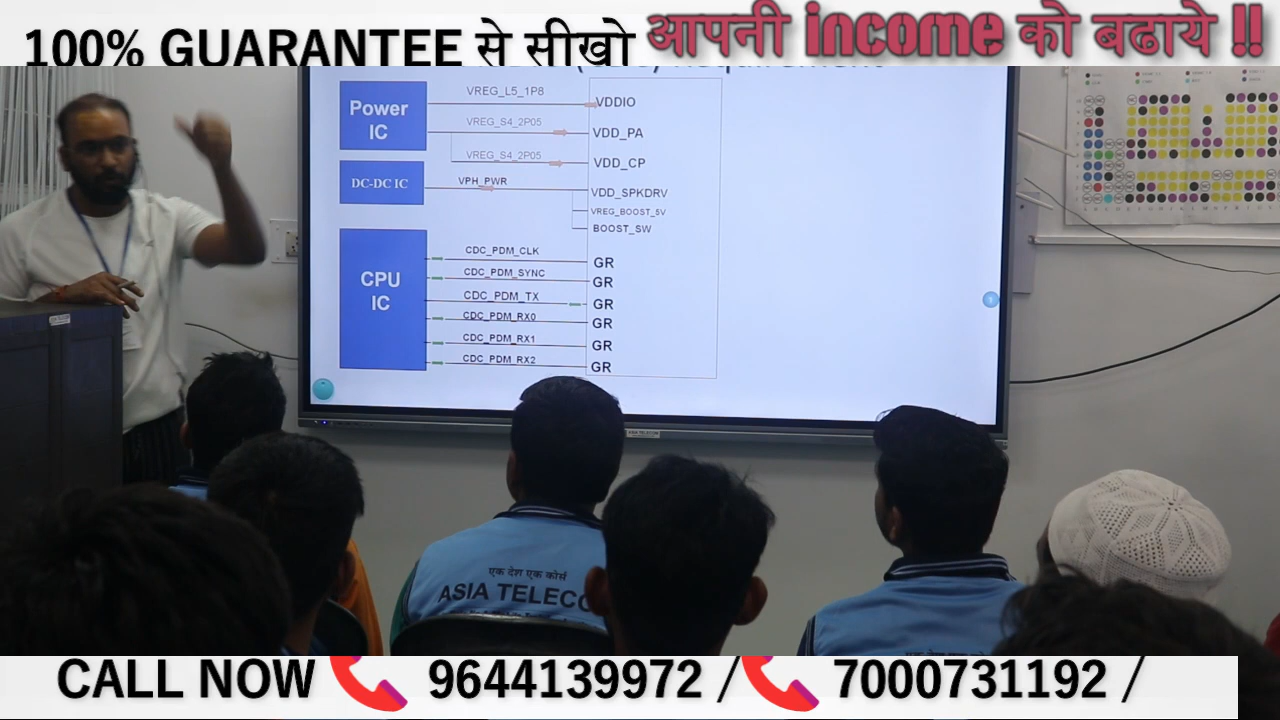 100% GUARANTEE से सीखो
आपनी income को बढाये !!
Power
IC
VREG_L5_1P8
VDDIO
VREG_S4_2P05
VDD_PA
VREG_S4_2P05
VDD_CP
DC-DC IC
VPH_PWR
VDD_SPKDRV
VREG_BOOST_5V
BOOST_SW
CPU
IC
CDC_PDM_CLK
GR
CDC_PDM_SYNC
GR
CDC_PDM_TX
GR
CDC_PDM_RX0
GR
CDC_PDM_RX1
GR
CDC_PDM_RX2
GR
एक देश एक कोर्स
ASIA TELECO
CALL NOW 9644139972 / 7000731192 /